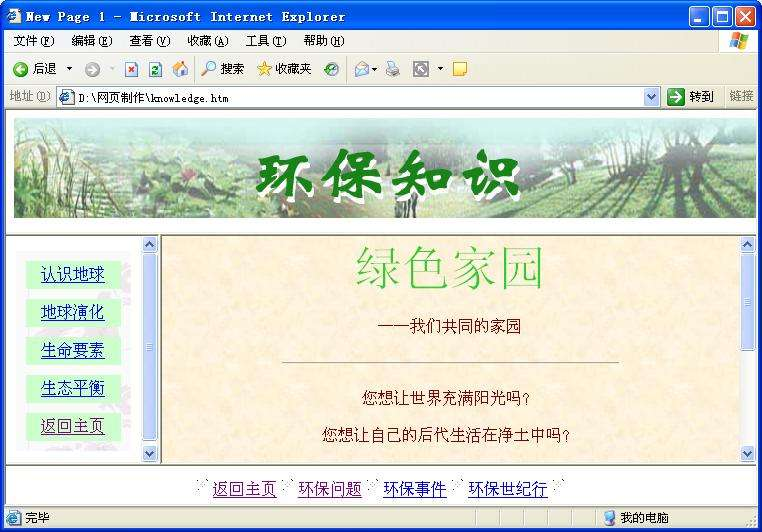 New Page 1 - Microsoft Internet Explorer
文件(F) 编辑(E) 查看(V) 收藏(A) 工具(T) 帮助(H)
后退 搜索 收藏夹
地址(D) D:\网页制作\knowledge.htm 转到 链接
环保知识
认识地球
地球演化
生命要素
生态平衡
返回主页
绿色家园
——我们共同的家园
您想让世界充满阳光吗?
您想让自己的后代生活在净土中吗?
返回主页 环保问题 环保事件 环保世纪行
完毕 我的电脑